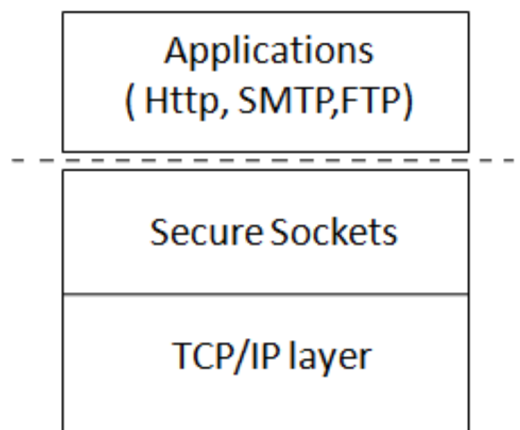 Applications
( Http, SMTP,FTP)
Secure Sockets
TCP/IP layer